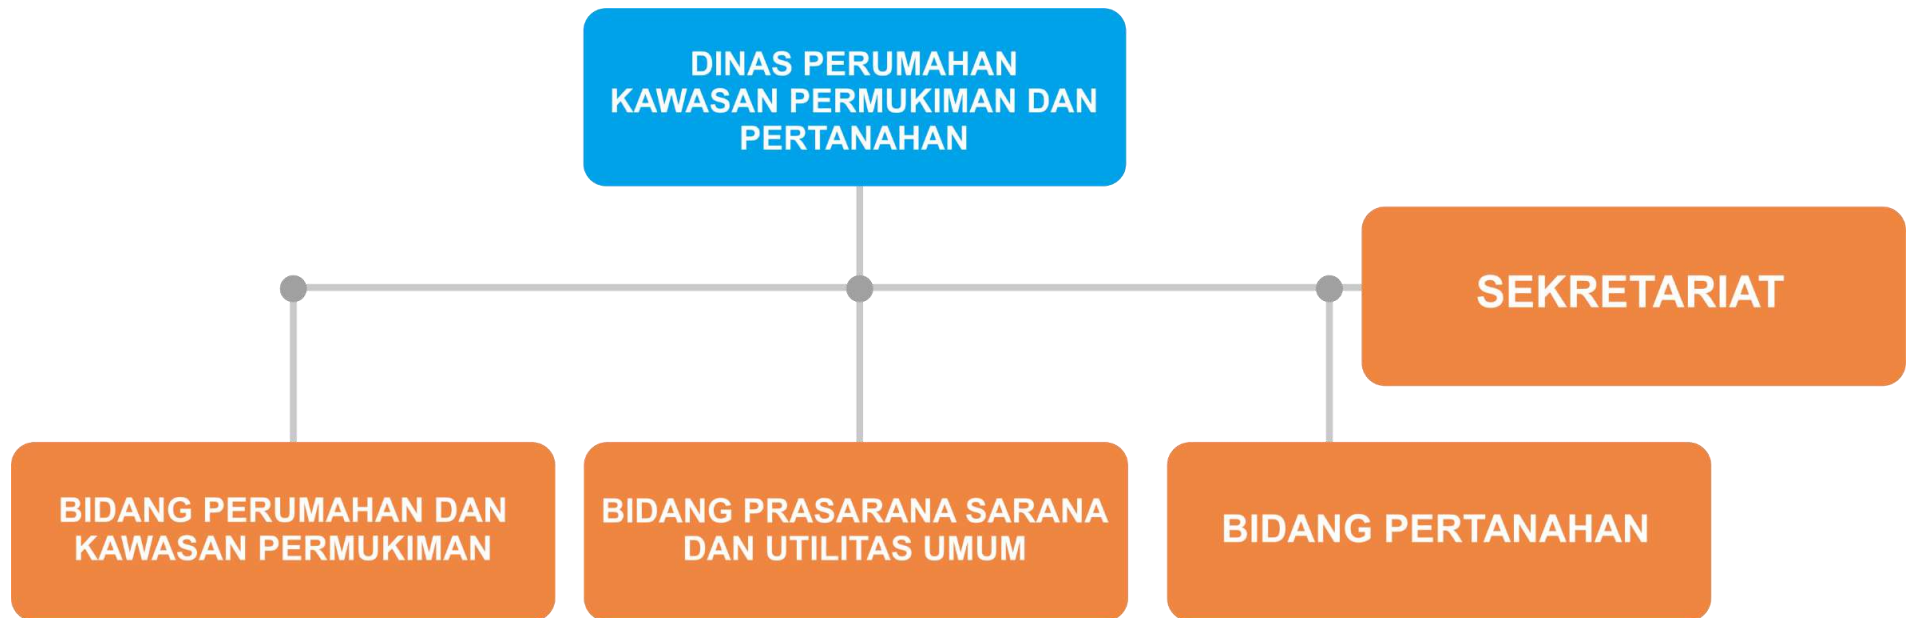 DINAS PERUMAHAN
KAWASAN PERMUKIMAN DAN
PERTANAHAN
SEKRETARIAT
BIDANG PERUMAHAN DAN
KAWASAN PERMUKIMAN
BIDANG PRASARANA SARANA
DAN UTILITAS UMUM
BIDANG PERTANAHAN